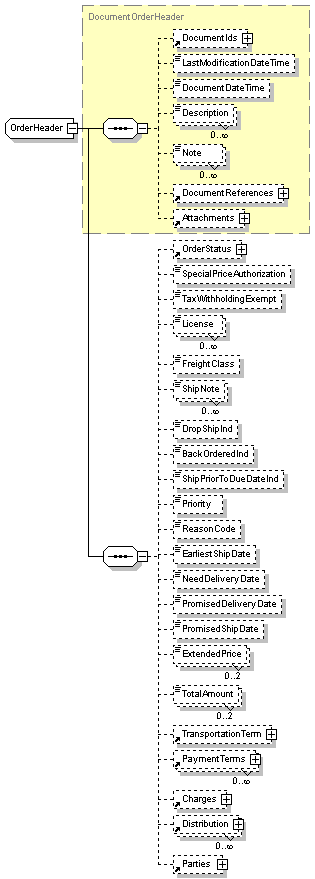 DocumentOrderHeader
OrderHeader
DocumentIds
LastModificationDateTime
DocumentDateTime
Description
0..∞
Note
0..∞
DocumentReferences
Attachments
OrderStatus
SpecialPriceAuthorization
TaxWithholdingExempt
License
0..∞
FreightClass
ShipNote
0..∞
DropShipInd
BackOrderedInd
ShipPriorToDueDateInd
Priority
ReasonCode
EarliestShipDate
NeedDeliveryDate
PromisedDeliveryDate
PromisedShipDate
ExtendedPrice
0..2
TotalAmount
0..2
TransportationTerm
PaymentTerms
0..∞
Charges
Distribution
0..∞
Parties